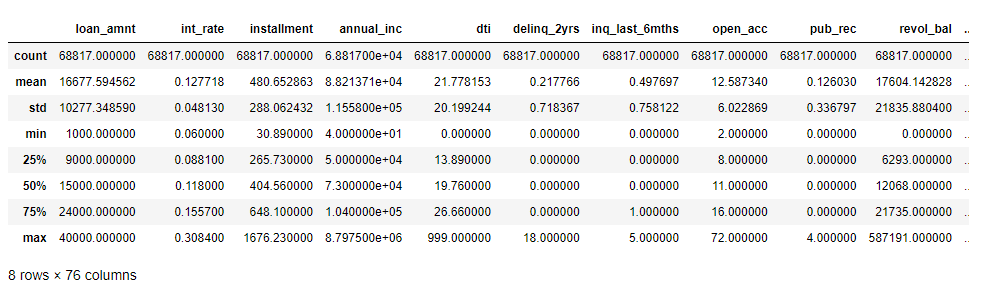 loan_amnt int_rate installment annual_inc dti delinq_2yrs inq_last_6mths open_acc pub_rec revol_bal ...
count 68817.000000 68817.000000 68817.000000 6.881700e+04 68817.000000 68817.000000 68817.000000 68817.000000 68817.000000 68817.000000 ...
mean 16677.594562 0.127718 480.652863 8.821371e+04 21.778153 0.217766 0.497697 12.587340 0.126030 17604.142828 ...
std 10277.348590 0.048130 288.062432 1.155800e+05 20.199244 0.718367 0.758122 6.022869 0.336797 21835.880400 ...
min 1000.000000 0.060000 30.890000 4.000000e+01 0.000000 0.000000 0.000000 2.000000 0.000000 0.000000 ...
25% 9000.000000 0.088100 265.730000 5.000000e+04 13.890000 0.000000 0.000000 8.000000 0.000000 6293.000000 ...
50% 15000.000000 0.118000 404.560000 7.300000e+04 19.760000 0.000000 0.000000 11.000000 0.000000 12068.000000 ...
75% 24000.000000 0.155700 648.100000 1.040000e+05 26.660000 0.000000 1.000000 16.000000 0.000000 21735.000000 ...
max 40000.000000 0.308400 1676.230000 8.797500e+06 999.000000 18.000000 5.000000 72.000000 4.000000 587191.000000 ...
8 rows × 76 columns